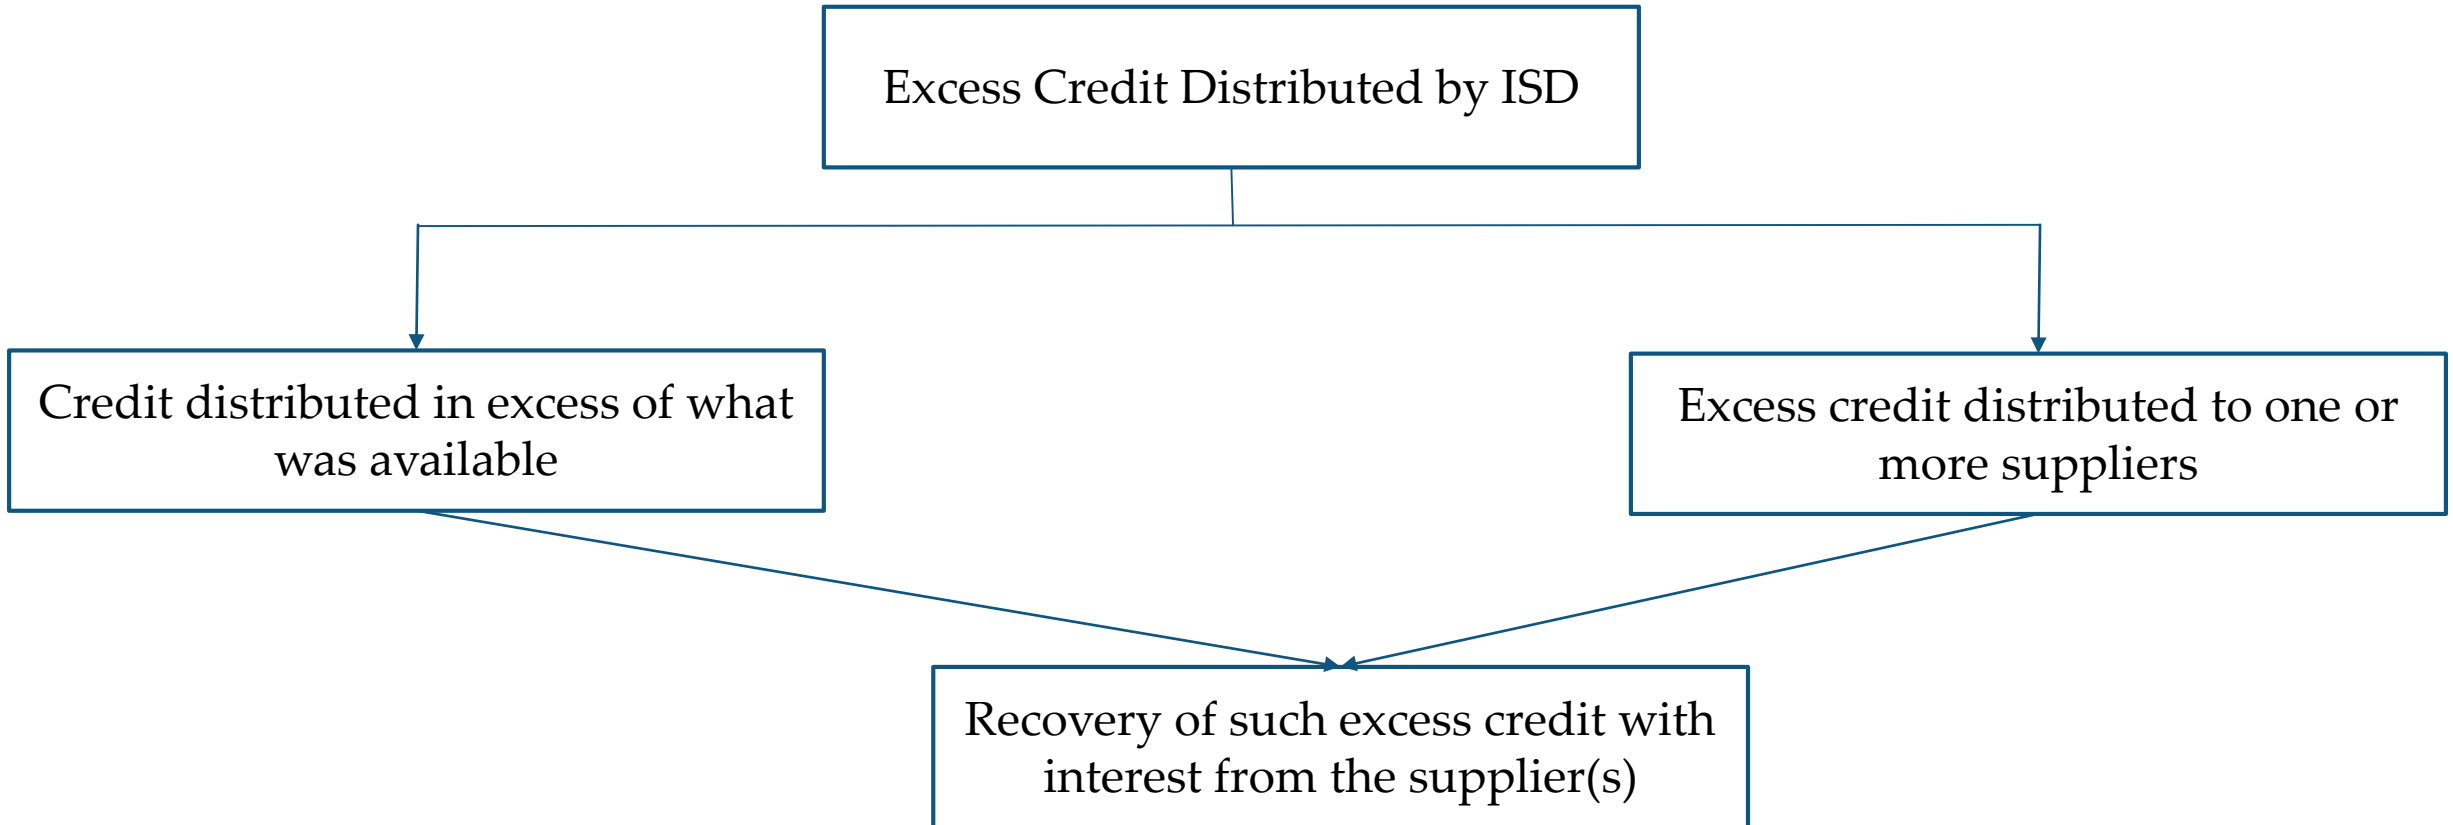 Excess Credit Distributed by ISD
Credit distributed in excess of what
was available
Excess credit distributed to one or
more suppliers
Recovery of such excess credit with
interest from the supplier(s)